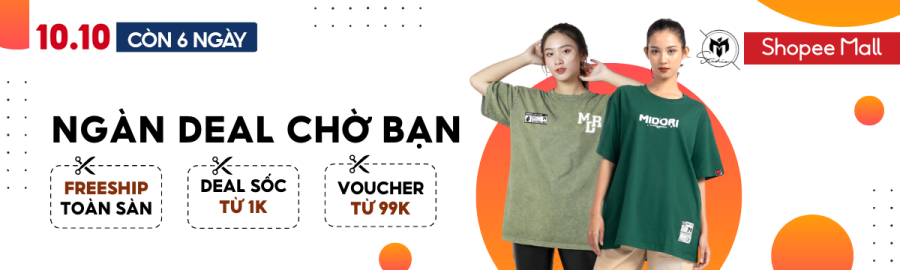 10.10 CÒN 6 NGÀY
Shopee Mall
NGÀN DEAL CHỜ BẠN
FREESHIP
TOÀN SÀN
DEAL SỐC
TỪ 1K
VOUCHER
TỪ 99K
MDR
MIDORI